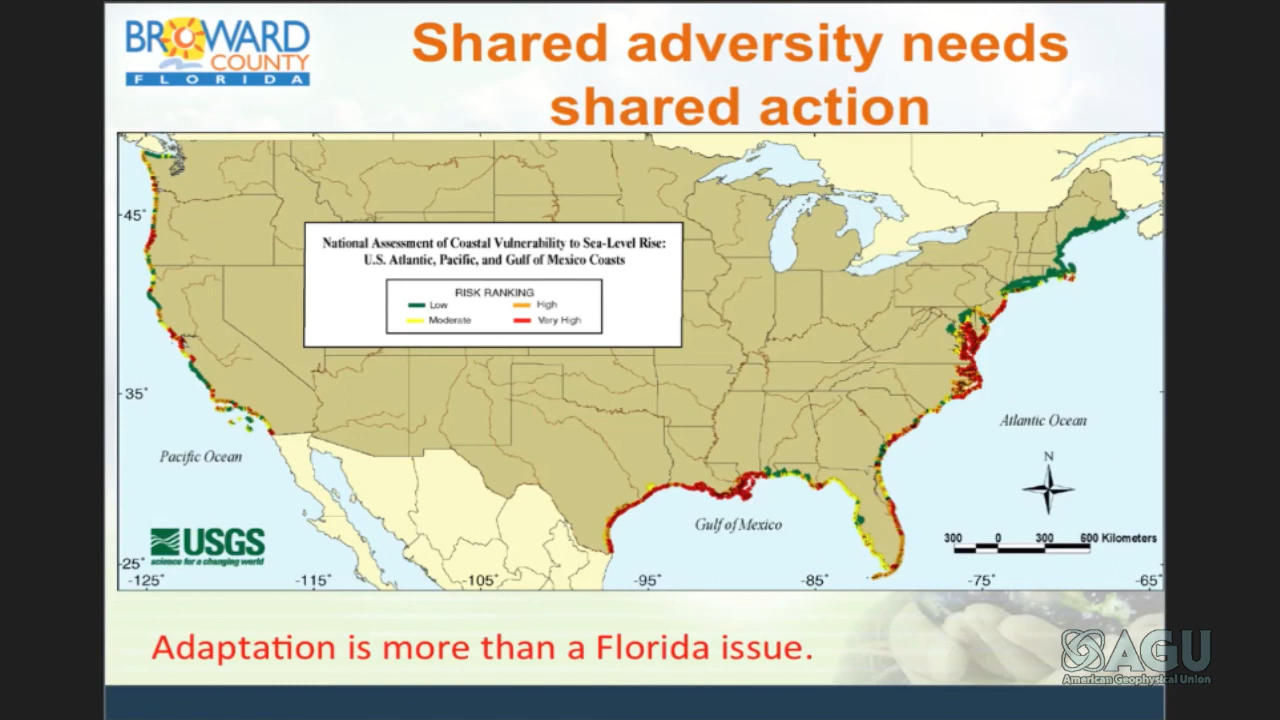 BROWARD
COUNTY
FLORIDA
Shared adversity needs
shared action
45°
35°
25°
-125°
-115°
-105°
-95°
-85°
-75°
-65°
National Assessment of Coastal Vulnerability to Sea-Level Rise:
U.S. Atlantic, Pacific, and Gulf of Mexico Coasts
RISK RANKING
Low
High
Moderate
Very High
Pacific Ocean
Atlantic Ocean
Gulf of Mexico
N
300 0 300 600 Kilometers
USGS
science for a changing world
Adaptation is more than a Florida issue.
AGU
American Geophysical Union